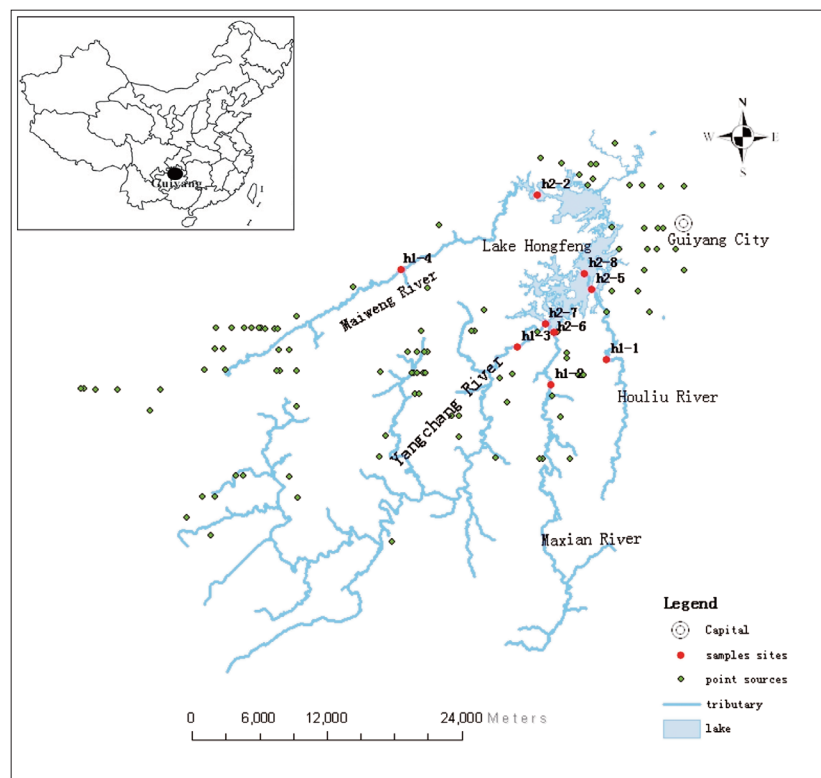 Guiyang
N
W E
S
h2-2
Lake Hongfeng
Guiyang City
h1-4
h2-8
h2-5
Maiweng River
h2-7
h2-6
h1-3
h1-1
h1-2
Yangchang River
Houliu River
Maxian River
Legend
Capital
samples sites
point sources
tributary
lake
0 6,000 12,000 24,000 Meters